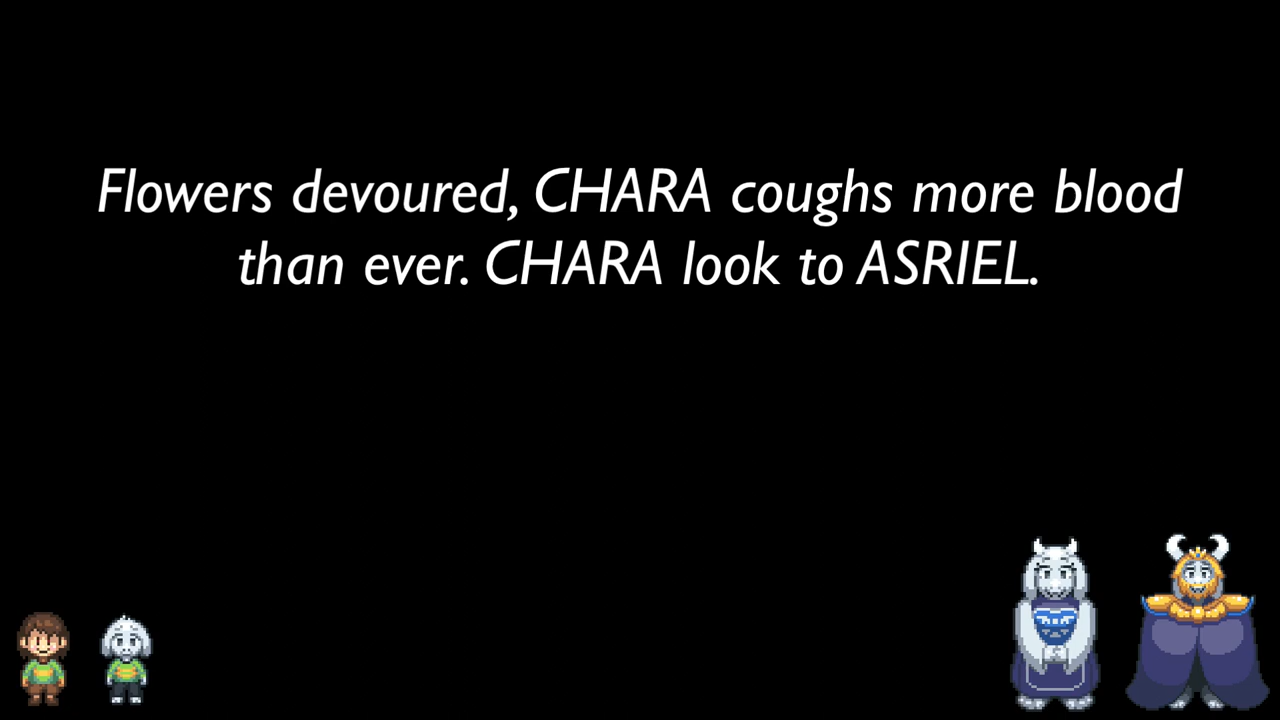 Flowers devoured, CHARA coughs more blood
than ever. CHARA look to ASRIEL.